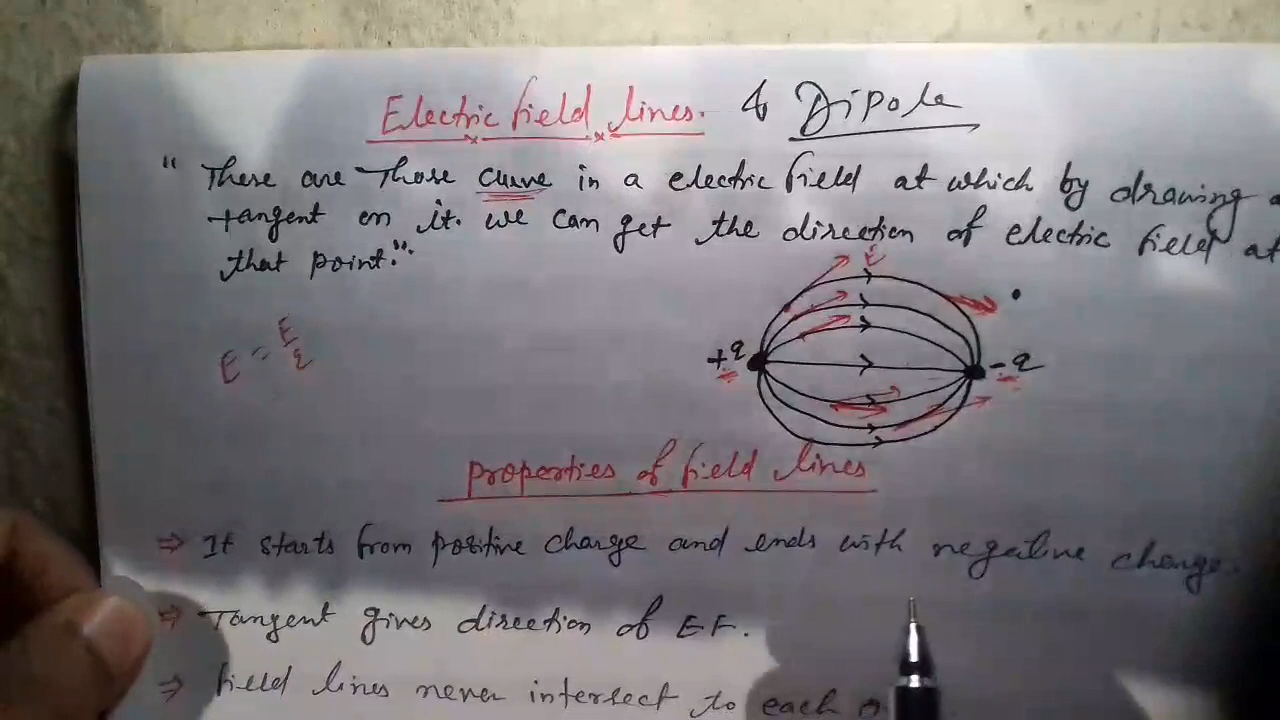 Electric field lines. & Dipole
" There are Those curve in a electric field at which by drawing a
tangent on it. we can get the direction of electric field at
that point."
E
E = E
q
+q
-q
Properties of field lines
⇒ It starts from positive charge and ends with negative charge.
⇒ Tangent gives direction of EF.
⇒ field lines never intersect to each